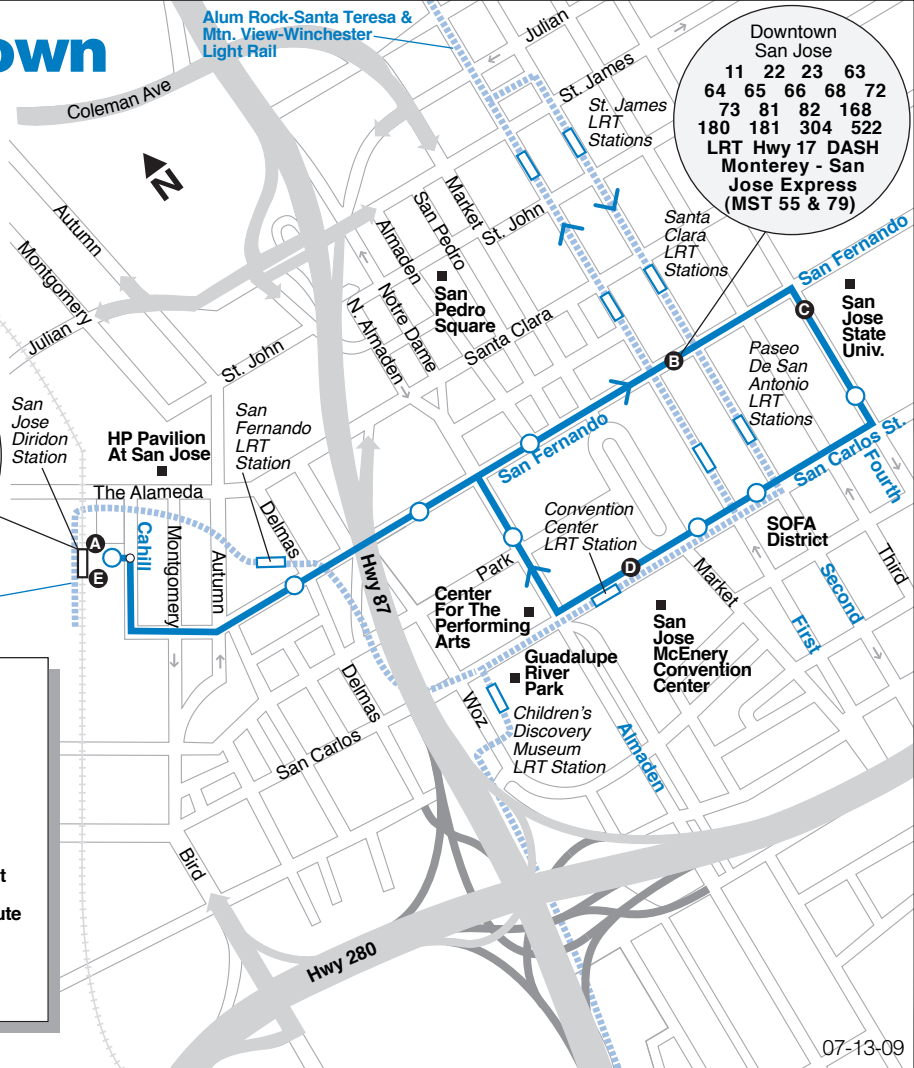 own
Alum Rock-Santa Teresa &
Mtn. View-Winchester
Light Rail
Julian
Coleman Ave
St. James
St. James
LRT
Stations
Downtown
San Jose
11 22 23 63
64 65 66 68 72
73 81 82 168
180 181 304 522
LRT Hwy 17 DASH
Monterey - San
Jose Express
(MST 55 & 79)
N
Autumn
Montgomery
Julian
Market
San Pedro
St. John
Almaden
Notre Dame
N. Almaden
San
Pedro
Square
Santa Clara
Santa
Clara
LRT
Stations
San Fernando
San
Jose
State
Univ.
C
B
Paseo
De San
Antonio
LRT
Stations
St. John
San
Jose
Diridon
Station
HP Pavilion
At San Jose
San
Fernando
LRT
Station
San Fernando
San Carlos St.
Fourth
The Alameda
Delmas
Cahill
Montgomery
Autumn
A
E
Hwy 87
Convention
Center
LRT Station
Park
D
SOFA
District
Market
Third
Second
First
Center
For The
Performing
Arts
San
Jose
McEnery
Convention
Center
Guadalupe
River
Park
Woz
Children's
Discovery
Museum
LRT Station
Almaden
Delmas
San Carlos
Bird
t
ute
Hwy 280
07-13-09